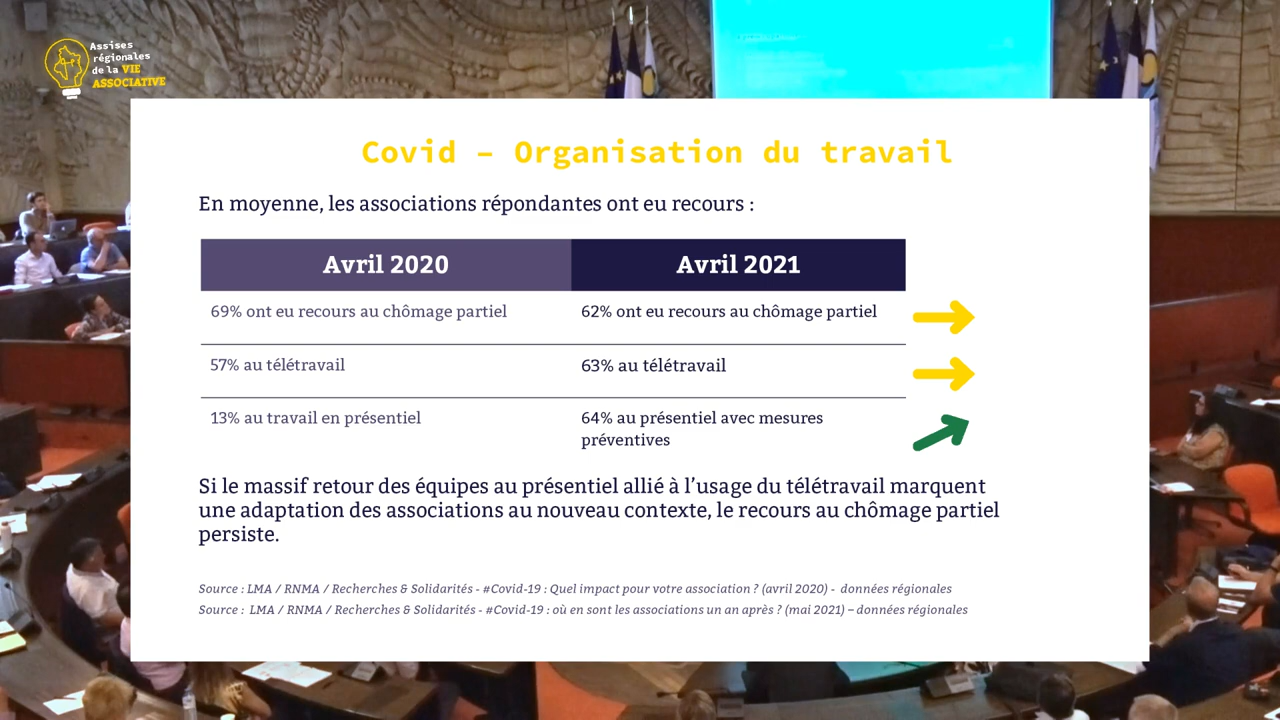 Assises
régionales
de la VIE
ASSOCIATIVE
Covid – Organisation du travail
En moyenne, les associations répondantes ont eu recours :
Avril 2020
Avril 2021
69% ont eu recours au chômage partiel
62% ont eu recours au chômage partiel
57% au télétravail
63% au télétravail
13% au travail en présentiel
64% au présentiel avec mesures
préventives
Si le massif retour des équipes au présentiel allié à l’usage du télétravail marquent
une adaptation des associations au nouveau contexte, le recours au chômage partiel
persiste.
Source : LMA / RNMA / Recherches & Solidarités - #Covid-19 : Quel impact pour votre association ? (avril 2020) - données régionales
Source : LMA / RNMA / Recherches & Solidarités - #Covid-19 : où en sont les associations un an après ? (mai 2021) – données régionales